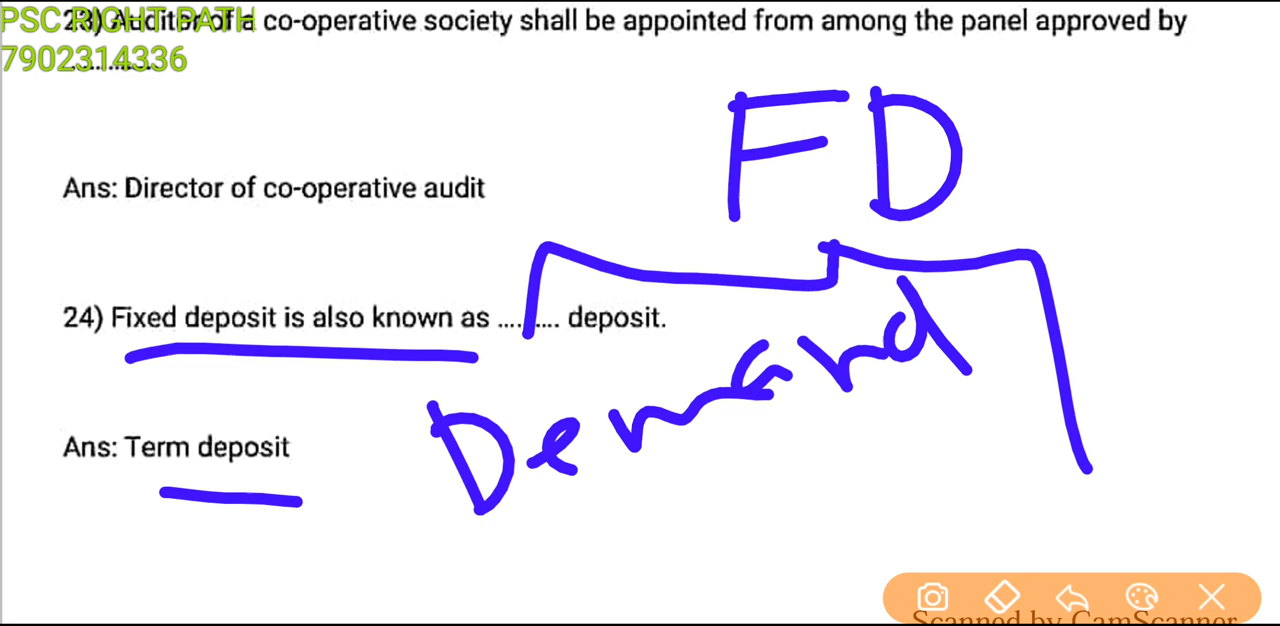 PSC RIGHT PATH
7902314336
23) Auditor of a co-operative society shall be appointed from among the panel approved by
............
Ans: Director of co-operative audit
FD
24) Fixed deposit is also known as ........ deposit.
Demand
Ans: Term deposit
Scanned by CamScanner